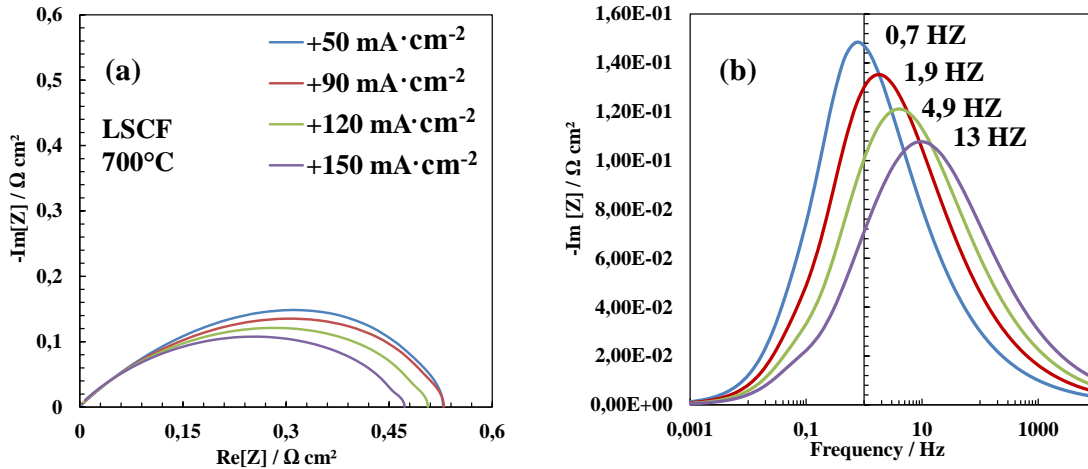 (a)
+50 mA·cm-2
+90 mA·cm-2
+120 mA·cm-2
+150 mA·cm-2
LSCF
700°C
-Im[Z] / Ω cm²
0,6
0,5
0,4
0,3
0,2
0,1
0
0 0,15 0,3 0,45 0,6
Re[Z] / Ω cm²
(b)
0,7 HZ
1,9 HZ
4,9 HZ
13 HZ
-Im [Z] / Ω cm²
1,60E-01
1,40E-01
1,20E-01
1,00E-01
8,00E-02
6,00E-02
4,00E-02
2,00E-02
0,00E+00
0,001 0,1 10 1000
Frequency / Hz